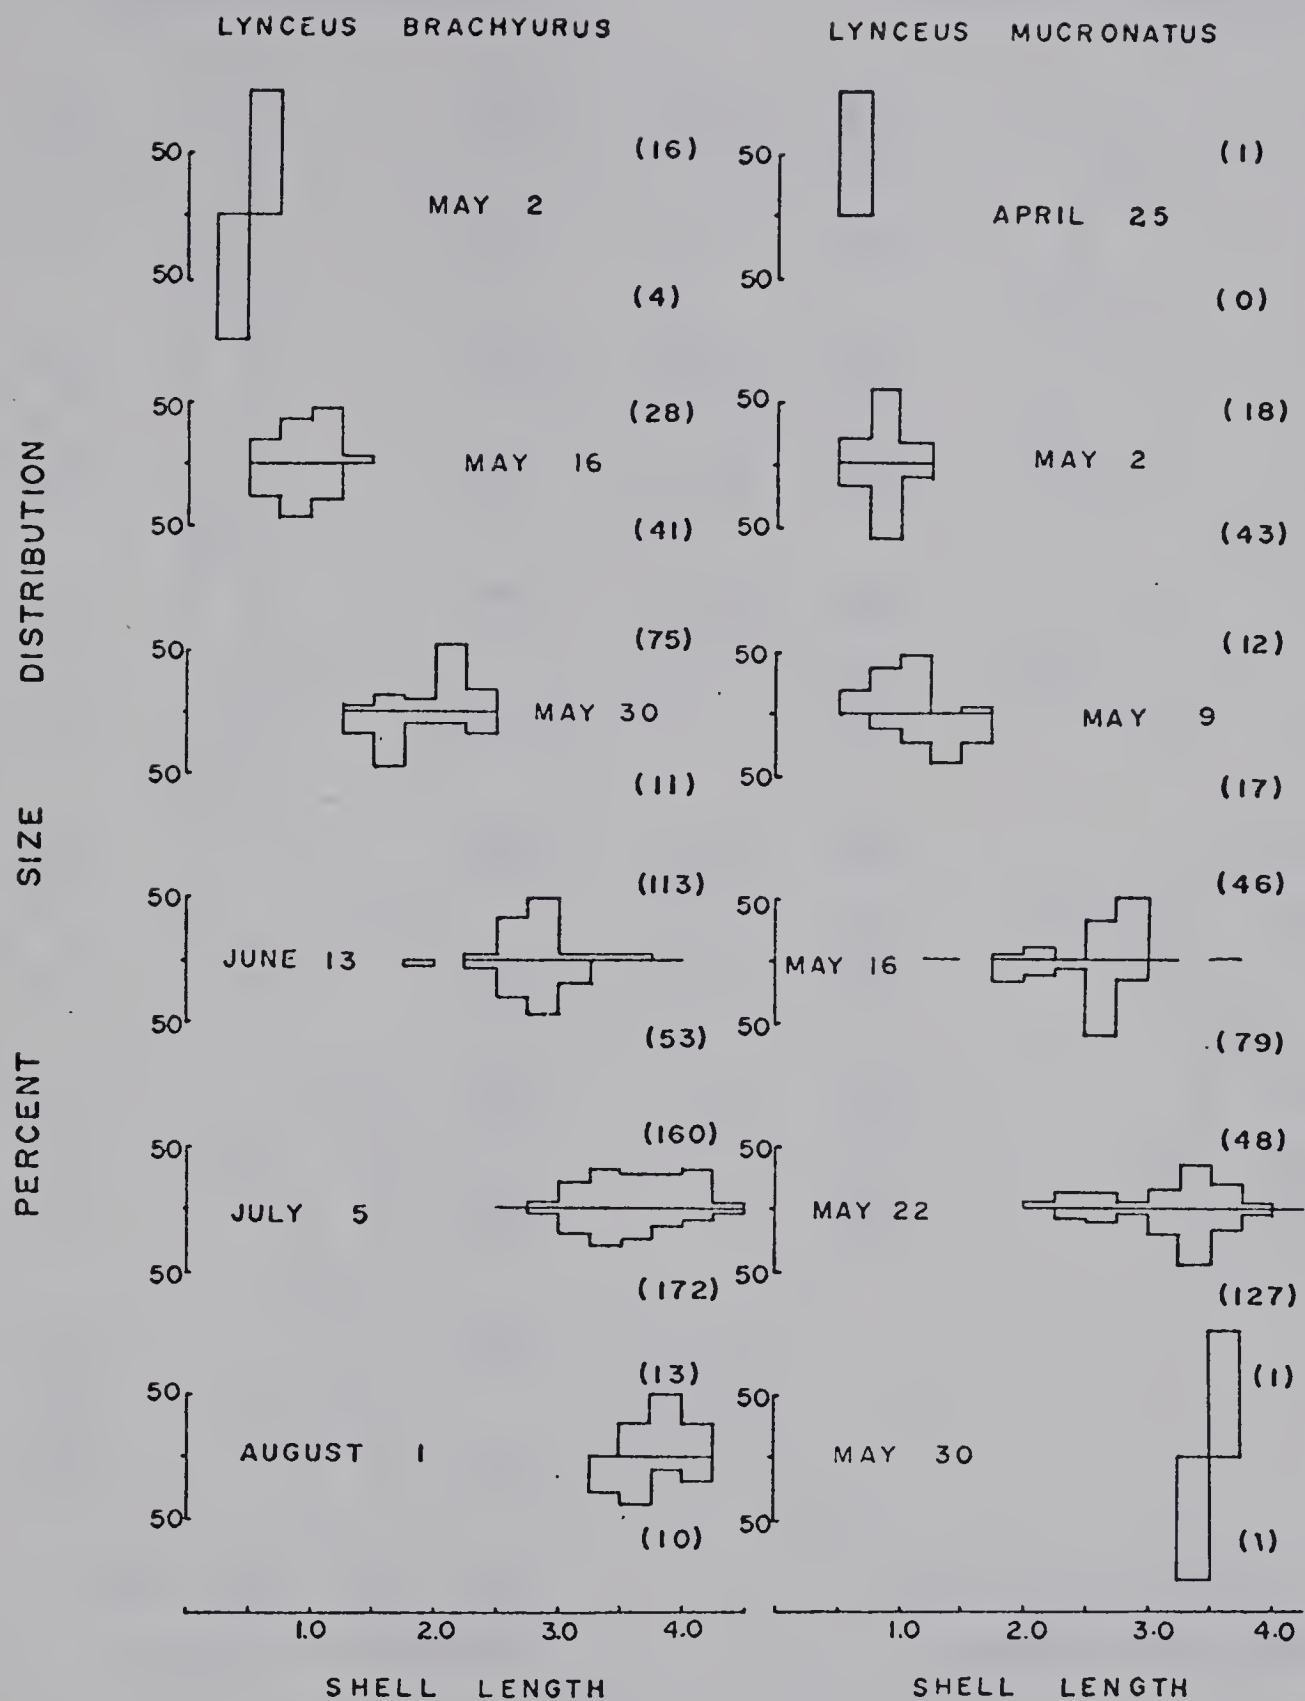 LYNCEUS BRACHYURUS
LYNCEUS MUCRONATUS
PERCENT SIZE DISTRIBUTION
50
(16)
MAY 2
50
(4)
50
(28)
MAY 16
50
(41)
50
(75)
MAY 30
50
(11)
50
(113)
JUNE 13
50
(53)
50
(160)
JULY 5
50
(172)
50
(13)
AUGUST 1
50
(10)
1.0 2.0 3.0 4.0
SHELL LENGTH
50
(1)
APRIL 25
50
(0)
50
(18)
MAY 2
50
(43)
50
(12)
MAY 9
50
(17)
50
(46)
MAY 16
50
(79)
50
(48)
MAY 22
50
(127)
50
(1)
MAY 30
50
(1)
1.0 2.0 3.0 4.0
SHELL LENGTH